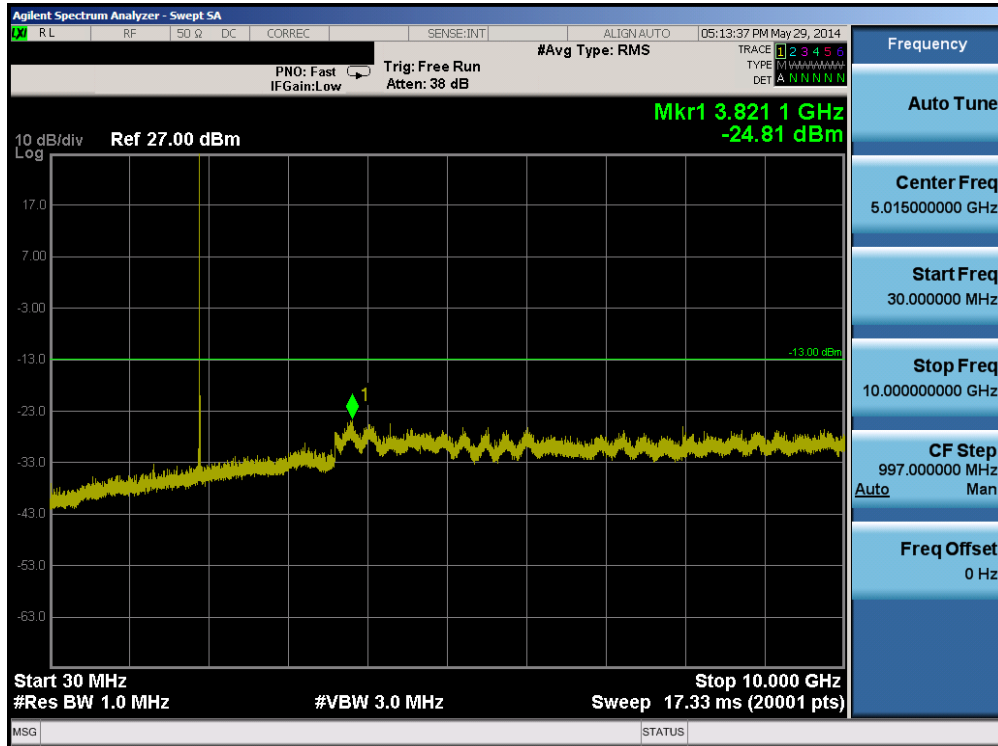 Agilent Spectrum Analyzer - Swept SA
LXI RL RF 50 Ω DC CORREC SENSE:INT ALIGN AUTO 05:13:37 PM May 29, 2014
#Avg Type: RMS TRACE 1 2 3 4 5 6
PNO: Fast Trig: Free Run TYPE M WWWWW
IFGain:Low Atten: 38 dB DET A N N N N N
Mkr1 3.821 1 GHz
-24.81 dBm
10 dB/div Ref 27.00 dBm
Log
17.0
7.00
-3.00
-13.0
-13.00 dBm
-23.0
1
-33.0
-43.0
-53.0
-63.0
Start 30 MHz Stop 10.000 GHz
#Res BW 1.0 MHz #VBW 3.0 MHz Sweep 17.33 ms (20001 pts)
MSG STATUS
Frequency
Auto Tune
Center Freq
5.015000000 GHz
Start Freq
30.000000 MHz
Stop Freq
10.000000000 GHz
CF Step
997.000000 MHz
Auto Man
Freq Offset
0 Hz